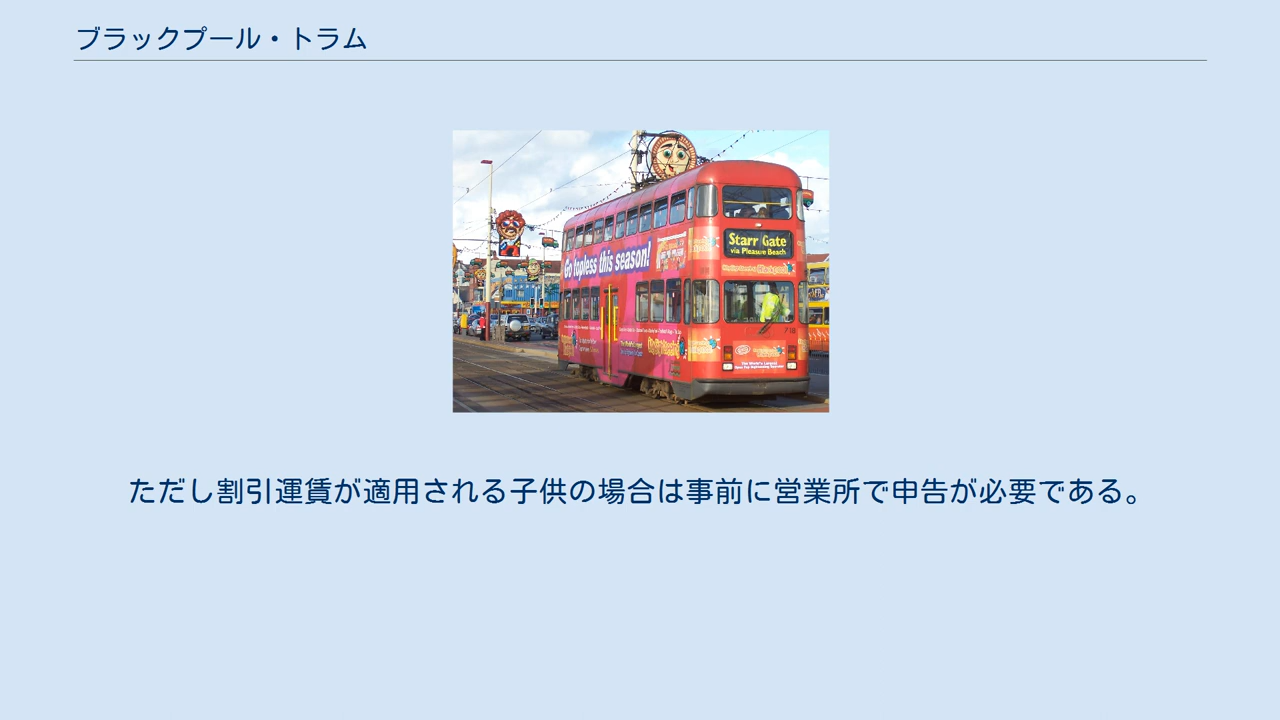 ブラックプール・トラム
Starr Gate
via Pleasure Beach
Go topless this season!
718
ただし割引運賃が適用される子供の場合は事前に営業所で申告が必要である。